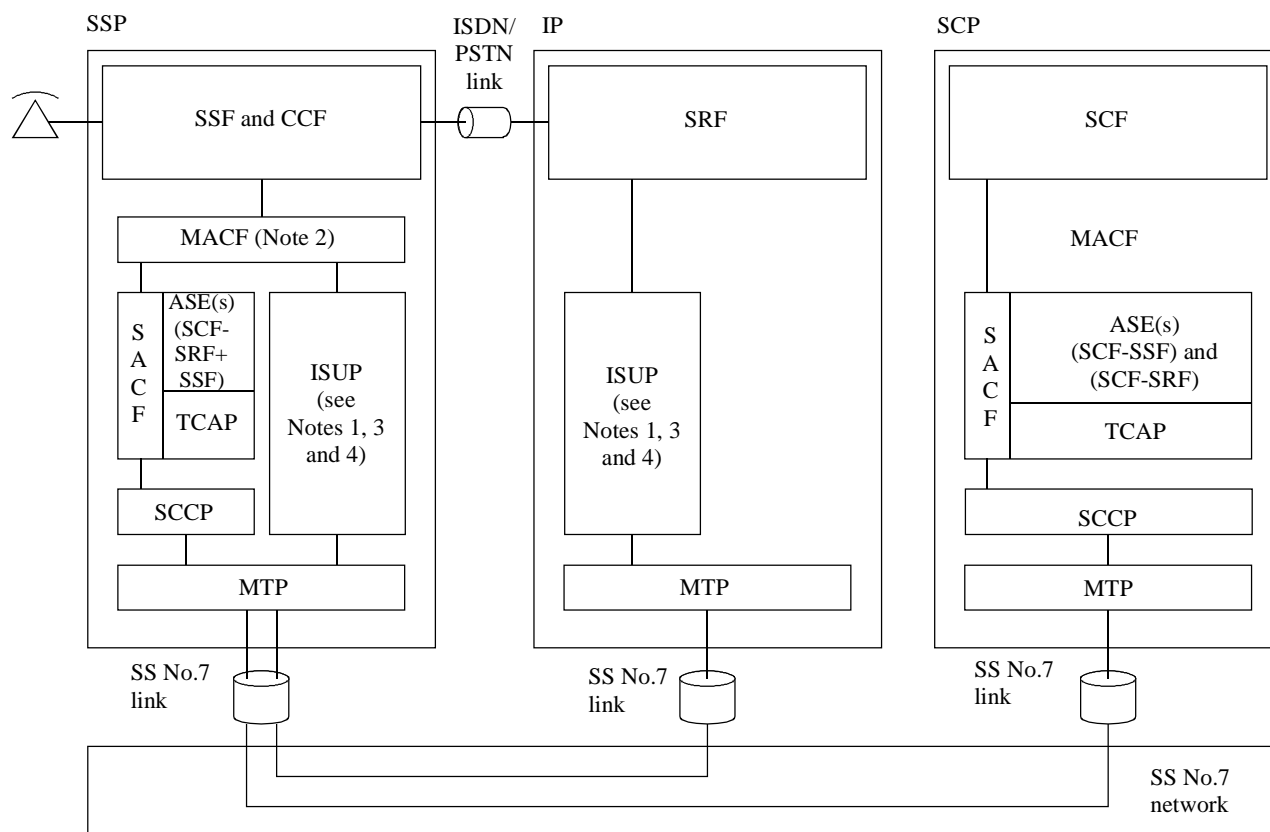 SSP
ISDN/
PSTN
link
IP
SCP
SSF and CCF
SRF
SCF
MACF (Note 2)
MACF
S
A
C
F
ASE(s)
(SCF-
SRF+
SSF)
TCAP
ISUP
(see
Notes 1, 3
and 4)
ISUP
(see
Notes 1, 3
and 4)
S
A
C
F
ASE(s)
(SCF-SSF) and
(SCF-SRF)
TCAP
SCCP
SCCP
MTP
MTP
MTP
SS No.7
link
SS No.7
link
SS No.7
link
SS No.7
network